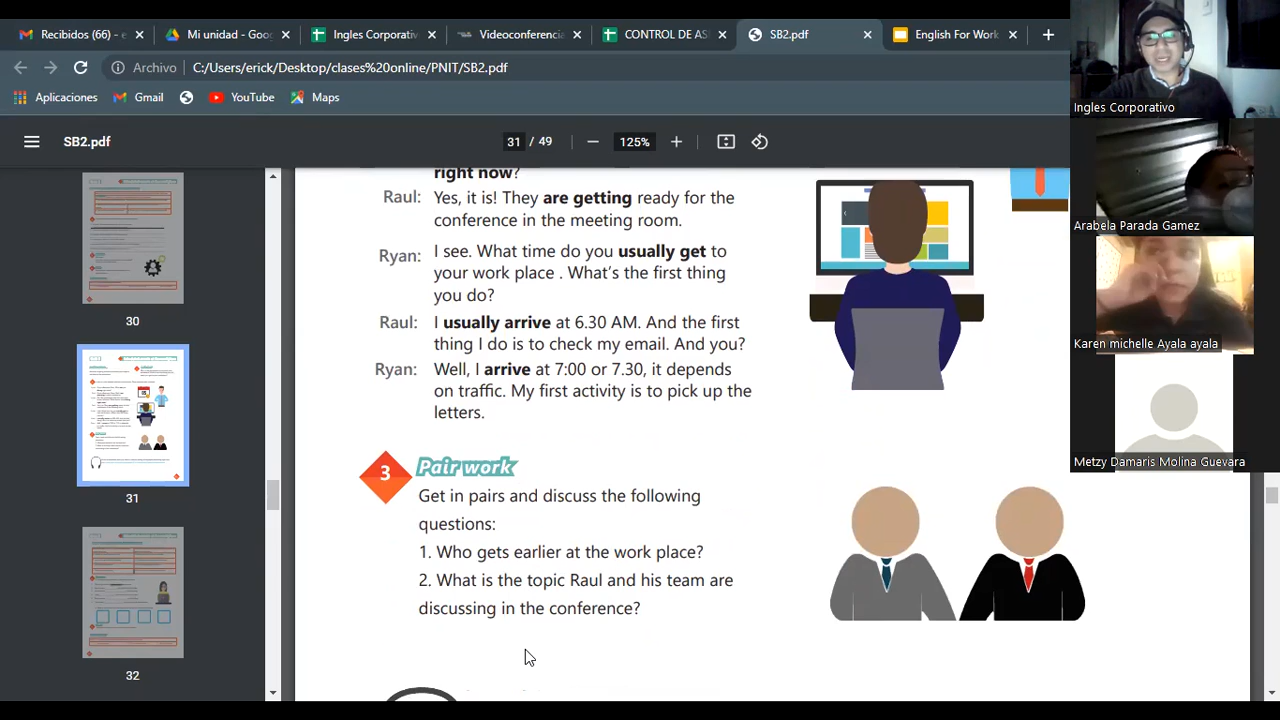 Recibidos (66) - e
Mi unidad - Goog
Ingles Corporativ
Videoconferencia
CONTROL DE AS
SB2.pdf
English For Work
Archivo
C:/Users/erick/Desktop/clases%20online/PNIT/SB2.pdf
Aplicaciones
Gmail
YouTube
Maps
SB2.pdf
31 / 49
125%
30
31
32
right now?
Raul: Yes, it is! They are getting ready for the
conference in the meeting room.
Ryan: I see. What time do you usually get to
your work place . What's the first thing
you do?
Raul: I usually arrive at 6.30 AM. And the first
thing I do is to check my email. And you?
Ryan: Well, I arrive at 7:00 or 7.30, it depends
on traffic. My first activity is to pick up the
letters.
3 Pair work
Get in pairs and discuss the following
questions:
1. Who gets earlier at the work place?
2. What is the topic Raul and his team are
discussing in the conference?
Ingles Corporativo
Arabela Parada Gamez
Karen michelle Ayala ayala
Metzy Damaris Molina Guevara